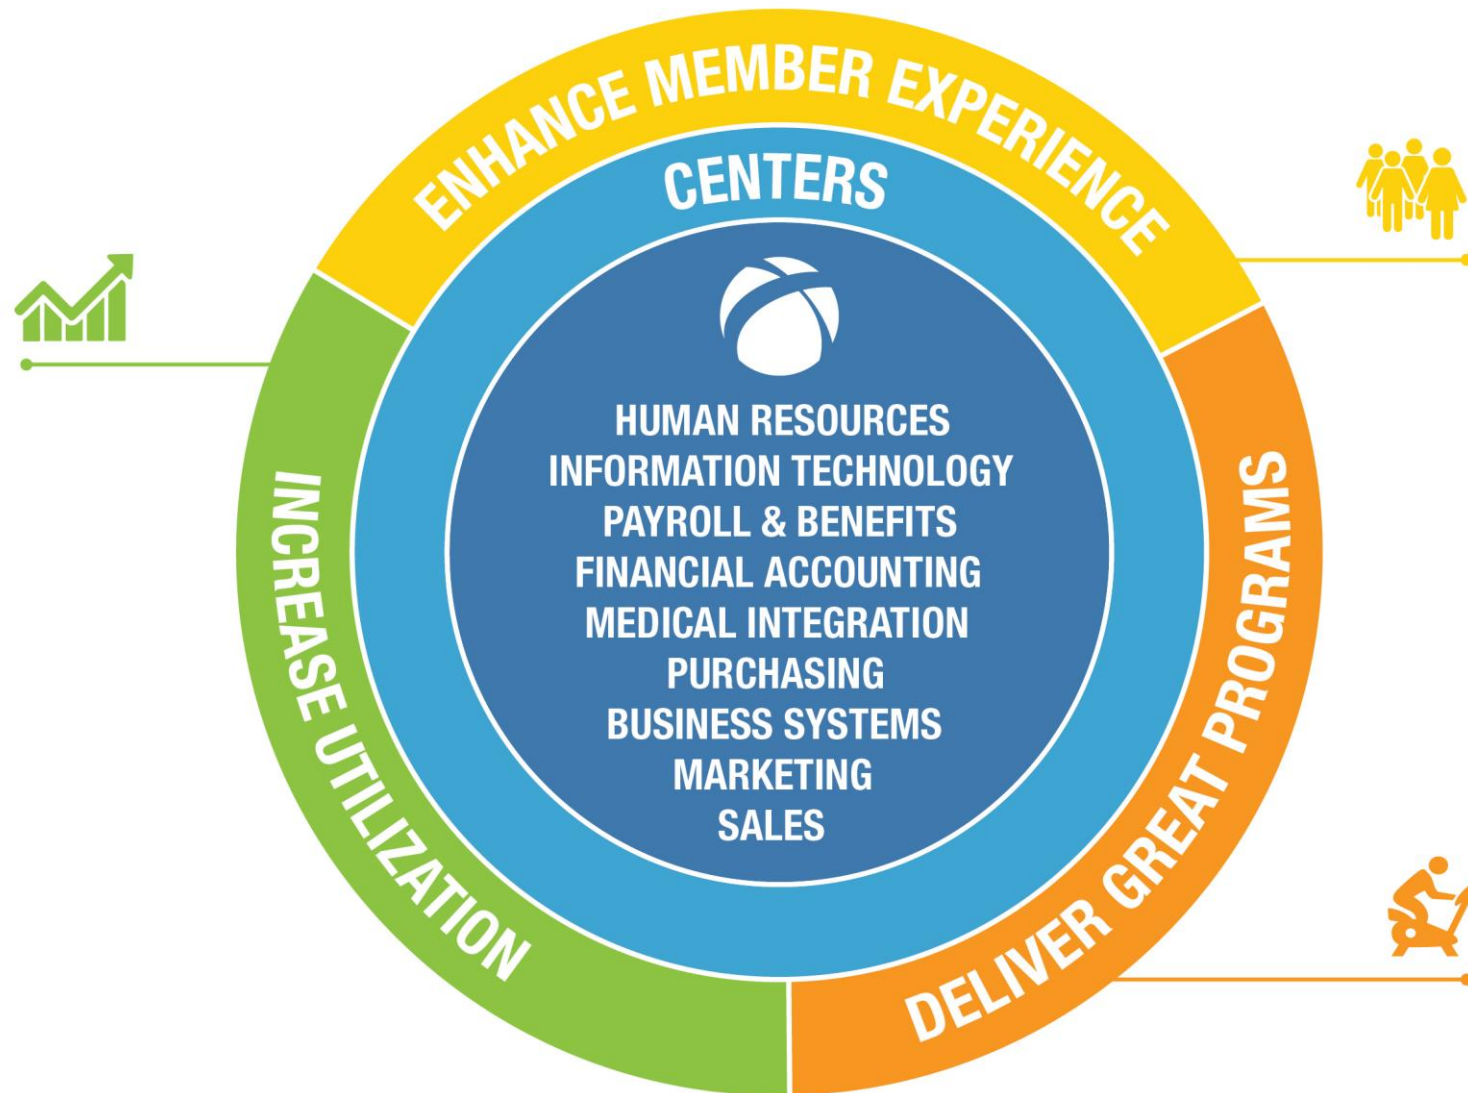 ENHANCE MEMBER EXPERIENCE
CENTERS
HUMAN RESOURCES
INFORMATION TECHNOLOGY
PAYROLL & BENEFITS
FINANCIAL ACCOUNTING
MEDICAL INTEGRATION
PURCHASING
BUSINESS SYSTEMS
MARKETING
SALES
INCREASE UTILIZATION
DELIVER GREAT PROGRAMS